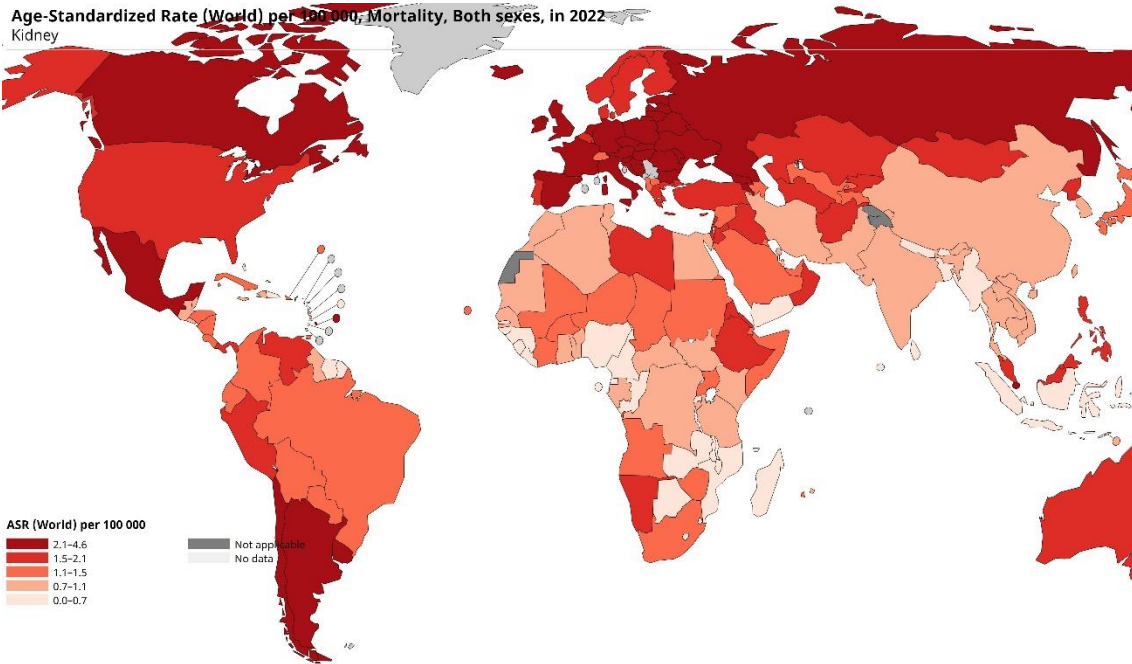 Age-Standardized Rate (World) per 100 000, Mortality, Both sexes, in 2022
Kidney
ASR (World) per 100 000
2.1–4.6
1.5–2.1
1.1–1.5
0.7–1.1
0.0–0.7
Not applicable
No data